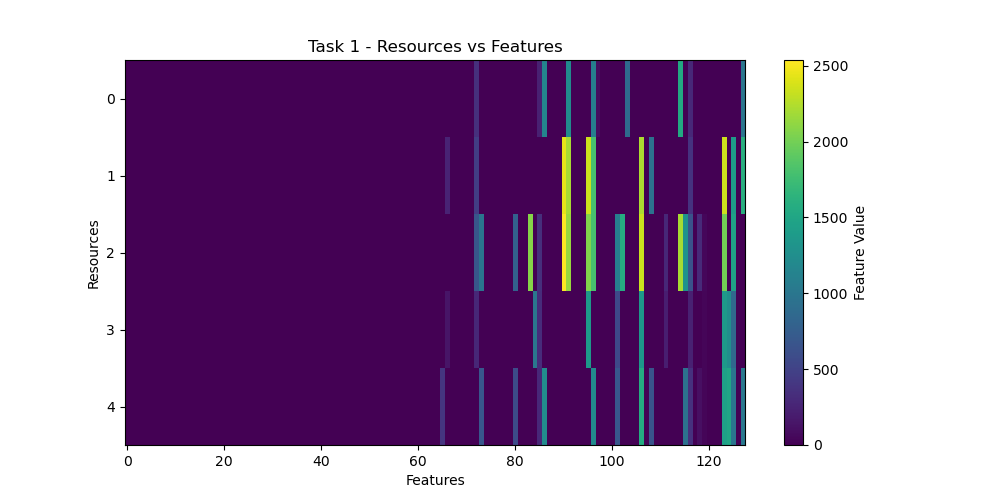 Task 1 - Resources vs Features
Resources
0
1
2
3
4
0 20 40 60 80 100 120
Features
2500
2000
1500
1000
500
0
Feature Value